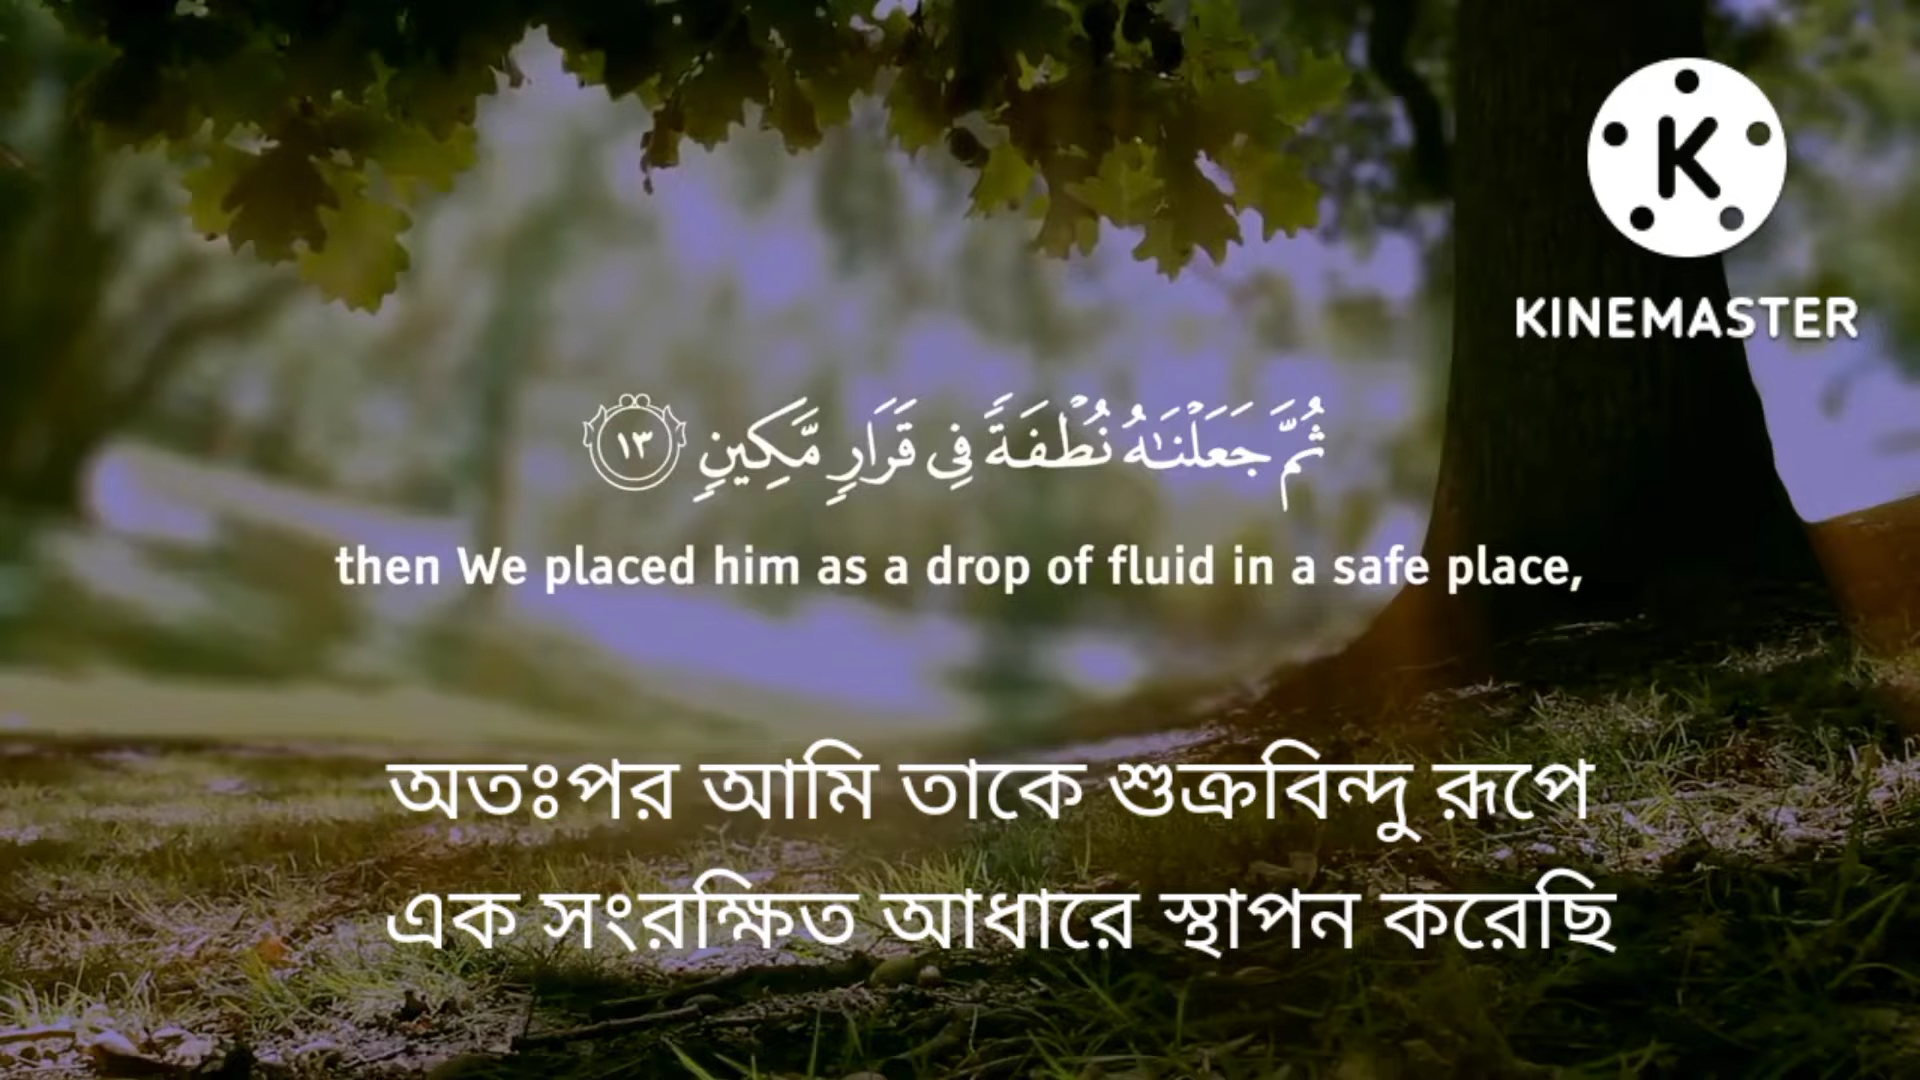 K
KINEMASTER
ثُمَّ جَعَلْنَـٰهُ نُطْفَةً فِى قَرَارٍ مَّكِينٍ ١٣
then We placed him as a drop of fluid in a safe place,
অতঃপর আমি তাকে শুক্রবিন্দু রূপে
এক সংরক্ষিত আধারে স্থাপন করেছি